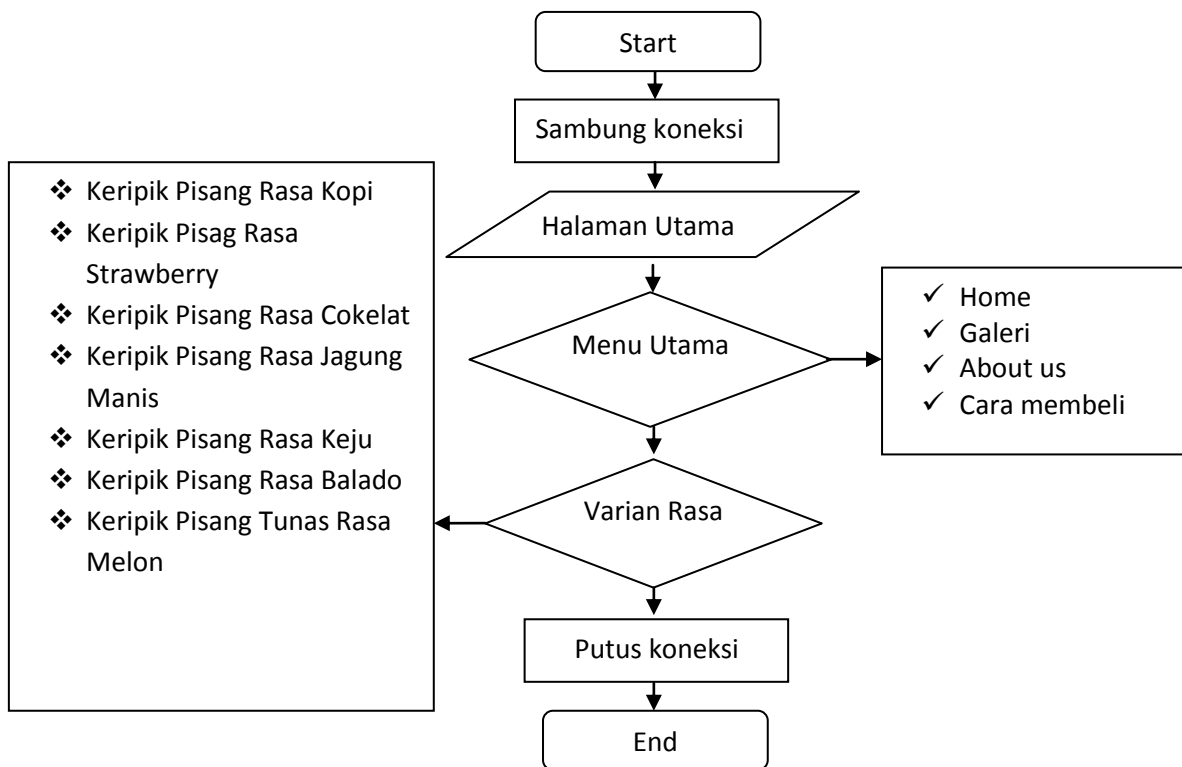 Start
Sambung koneksi
Halaman Utama
Menu Utama
❖ Keripik Pisang Rasa Kopi
❖ Keripik Pisag Rasa
Strawberry
❖ Keripik Pisang Rasa Cokelat
❖ Keripik Pisang Rasa Jagung
Manis
❖ Keripik Pisang Rasa Keju
❖ Keripik Pisang Rasa Balado
❖ Keripik Pisang Tunas Rasa
Melon
✓ Home
✓ Galeri
✓ About us
✓ Cara membeli
Varian Rasa
Putus koneksi
End